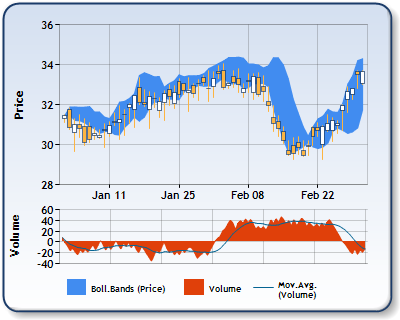 36
34
32
30
28
Price
Jan 11
Jan 25
Feb 08
Feb 22
60
40
20
0
-20
-40
Volume
Boll.Bands (Price)
Volume
Mov.Avg.
(Volume)